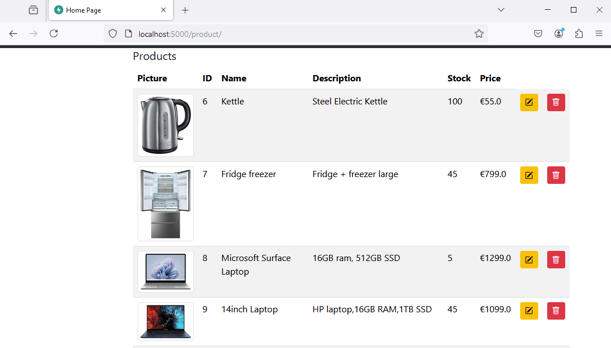 Home Page
localhost:5000/product/
Products
Picture ID Name Description Stock Price
6 Kettle Steel Electric Kettle 100 €55.0
7 Fridge freezer Fridge + freezer large 45 €799.0
8 Microsoft Surface Laptop 16GB ram, 512GB SSD 5 €1299.0
9 14inch Laptop HP laptop,16GB RAM,1TB SSD 45 €1099.0